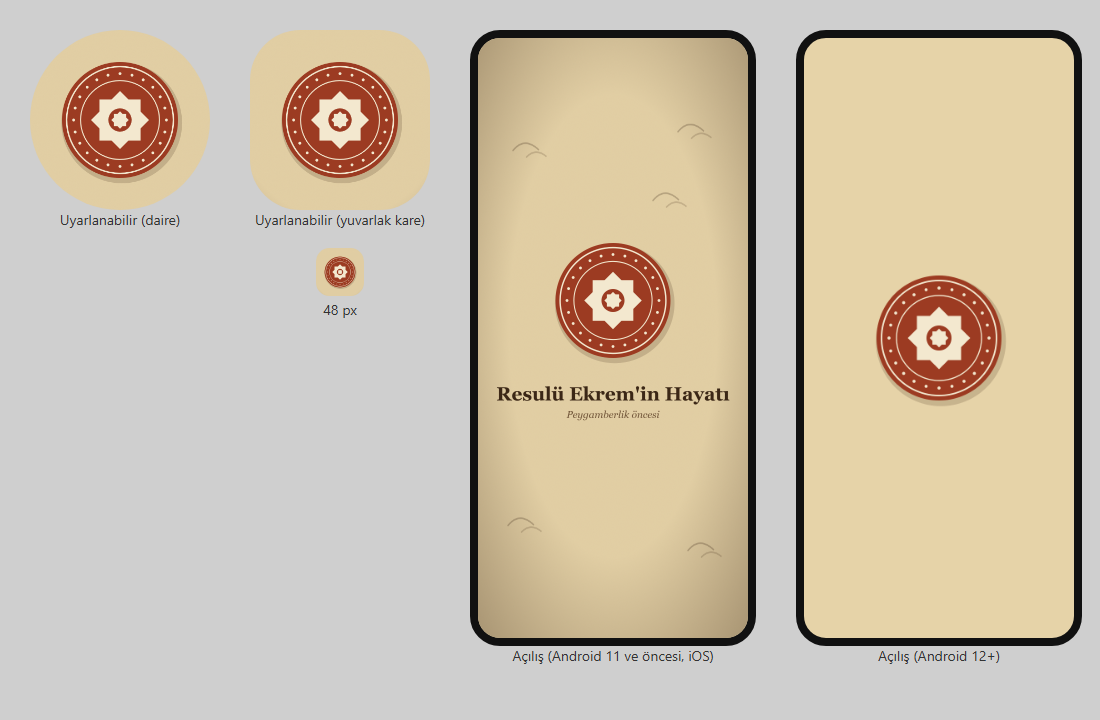 Uyarlanabilir (daire)
Uyarlanabilir (yuvarlak kare)
48 px
Resulü Ekrem'in Hayatı
Peygamberlik öncesi
Açılış (Android 11 ve öncesi, iOS)
Açılış (Android 12+)